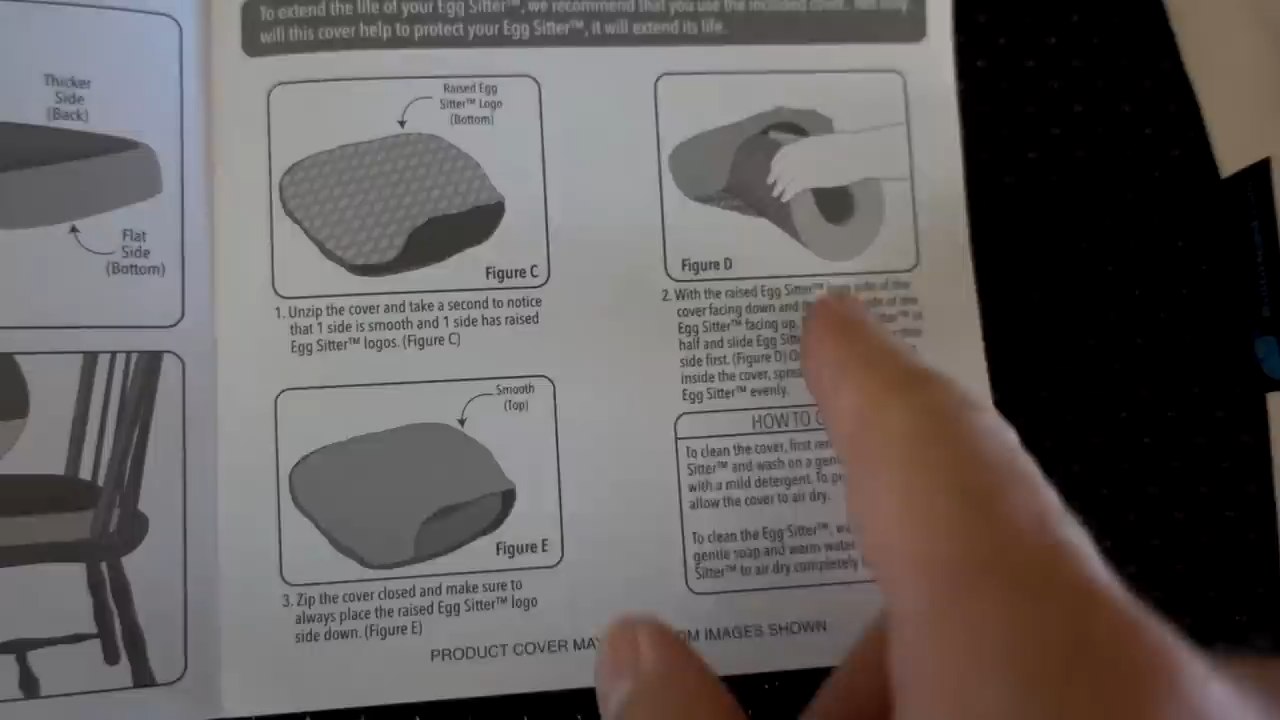 To extend the life of your Egg Sitter™, we recommend that you use the included
will this cover help to protect your Egg Sitter™, it will extend its life.
Thicker
Side
(Back)
Flat
Side
(Bottom)
Raised Egg
Sitter™ Logo
(Bottom)
Figure C
1. Unzip the cover and take a second to notice
that 1 side is smooth and 1 side has raised
Egg Sitter™ logos. (Figure C)
Smooth
(Top)
Figure E
3. Zip the cover closed and make sure to
always place the raised Egg Sitter™ logo
side down. (Figure E)
Figure D
2. With the raised Egg Sitter™ logo side of the
cover facing down and side of the
Egg Sitter™ facing up,
half and slide Egg
side first. (Figure D)
inside the cover,
Egg Sitter™ evenly.
HOW TO
To clean the cover, first
Sitter™ and wash on a
with a mild detergent. To
allow the cover to air dry.
To clean the Egg Sitter™,
gentle soap and warm water
Sitter™ to air dry completely
PRODUCT COVER IMAGES SHOWN